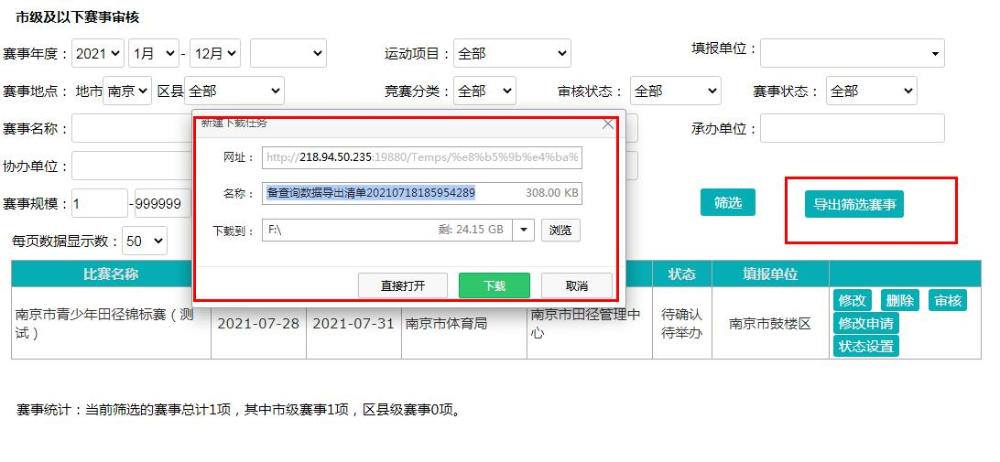 市级及以下赛事审核
赛事年度： 2021 1月 - 12月 运动项目： 全部 填报单位：
赛事地点： 地市 南京 区县 全部 竞赛分类： 全部 审核状态： 全部 赛事状态： 全部
赛事名称： 承办单位：
协办单位：
赛事规模： 1 -999999 筛选 导出筛选赛事
每页数据显示数： 50
新建下载任务
网址： http://218.94.50.235:19880/Temps/%e8%b5%9b%e4%ba%
名称： 备查询数据导出清单20210718185954289 308.00 KB
下载到： F:\ 剩: 24.15 GB 浏览
直接打开 下载 取消
比赛名称 状态 填报单位
南京市青少年田径锦标赛（测试） 2021-07-28 2021-07-31 南京市体育局 南京市田径管理中心 待确认 待举办 南京市鼓楼区 修改 删除 审核
修改申请
状态设置
赛事统计：当前筛选的赛事总计1项，其中市级赛事1项，区县级赛事0项。